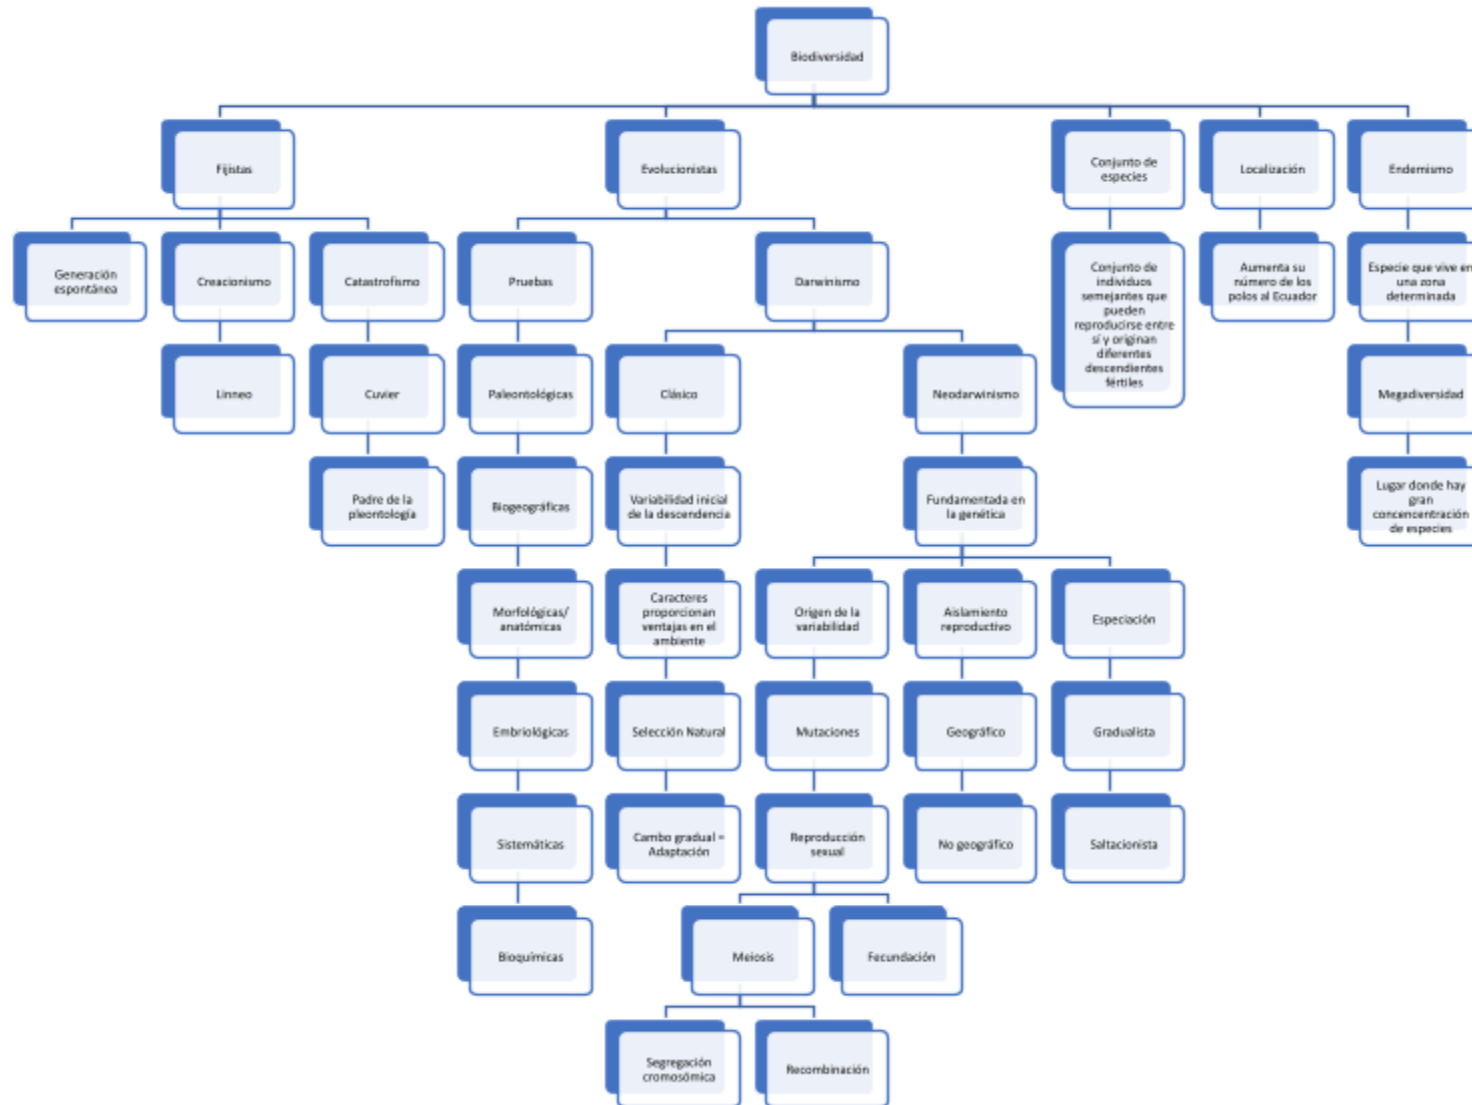 Biodiversidad
Fijistas
Evolucionistas
Conjunto de
especies
Localización
Endemismo
Generación
espontánea
Creacionismo
Catastrofismo
Pruebas
Darwinismo
Conjunto de
individuos
semejantes que
pueden
reproducirse entre
sí y originan
diferentes
descendientes
fértiles
Aumenta su
número de los
polos al Ecuador
Especie que vive en
una zona
determinada
Linneo
Cuvier
Paleontológicas
Clásico
Neodarwinismo
Megadiversidad
Padre de la
pleontología
Biogeográficas
Variabilidad inicial
de la descendencia
Fundamentada en
la genética
Lugar donde hay
gran
concencentración
de especies
Morfológicas/
anatómicas
Caracteres
proporcionan
ventajas en el
ambiente
Origen de la
variabilidad
Aislamiento
reproductivo
Especiación
Embriológicas
Selección Natural
Mutaciones
Geográfico
Gradualista
Sistemáticas
Cambo gradual =
Adaptación
Reproducción
sexual
No geográfico
Saltacionista
Bioquímicas
Meiosis
Fecundación
Segregación
cromosómica
Recombinación